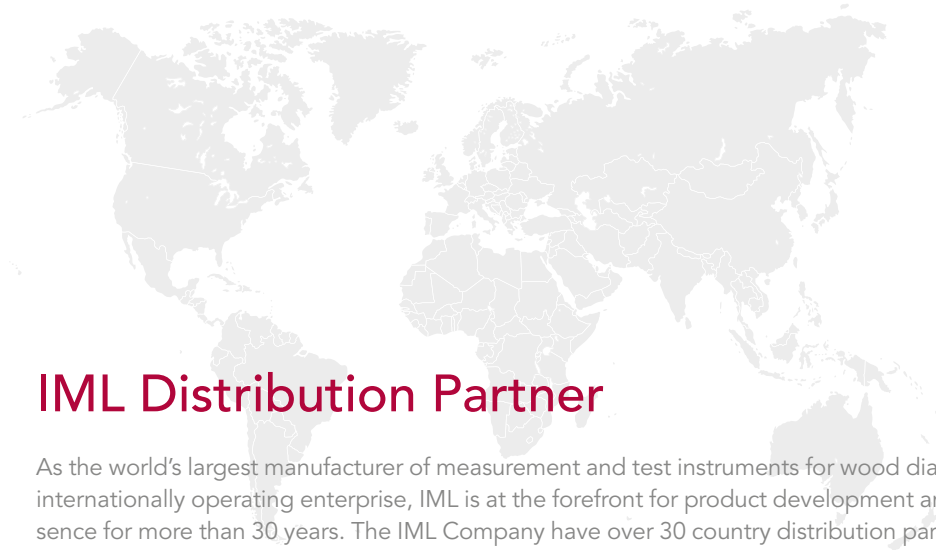 IML Distribution Partner
As the world's largest manufacturer of measurement and test instruments for wood dia
internationally operating enterprise, IML is at the forefront for product development a
sence for more than 30 years. The IML Company have over 30 country distribution par